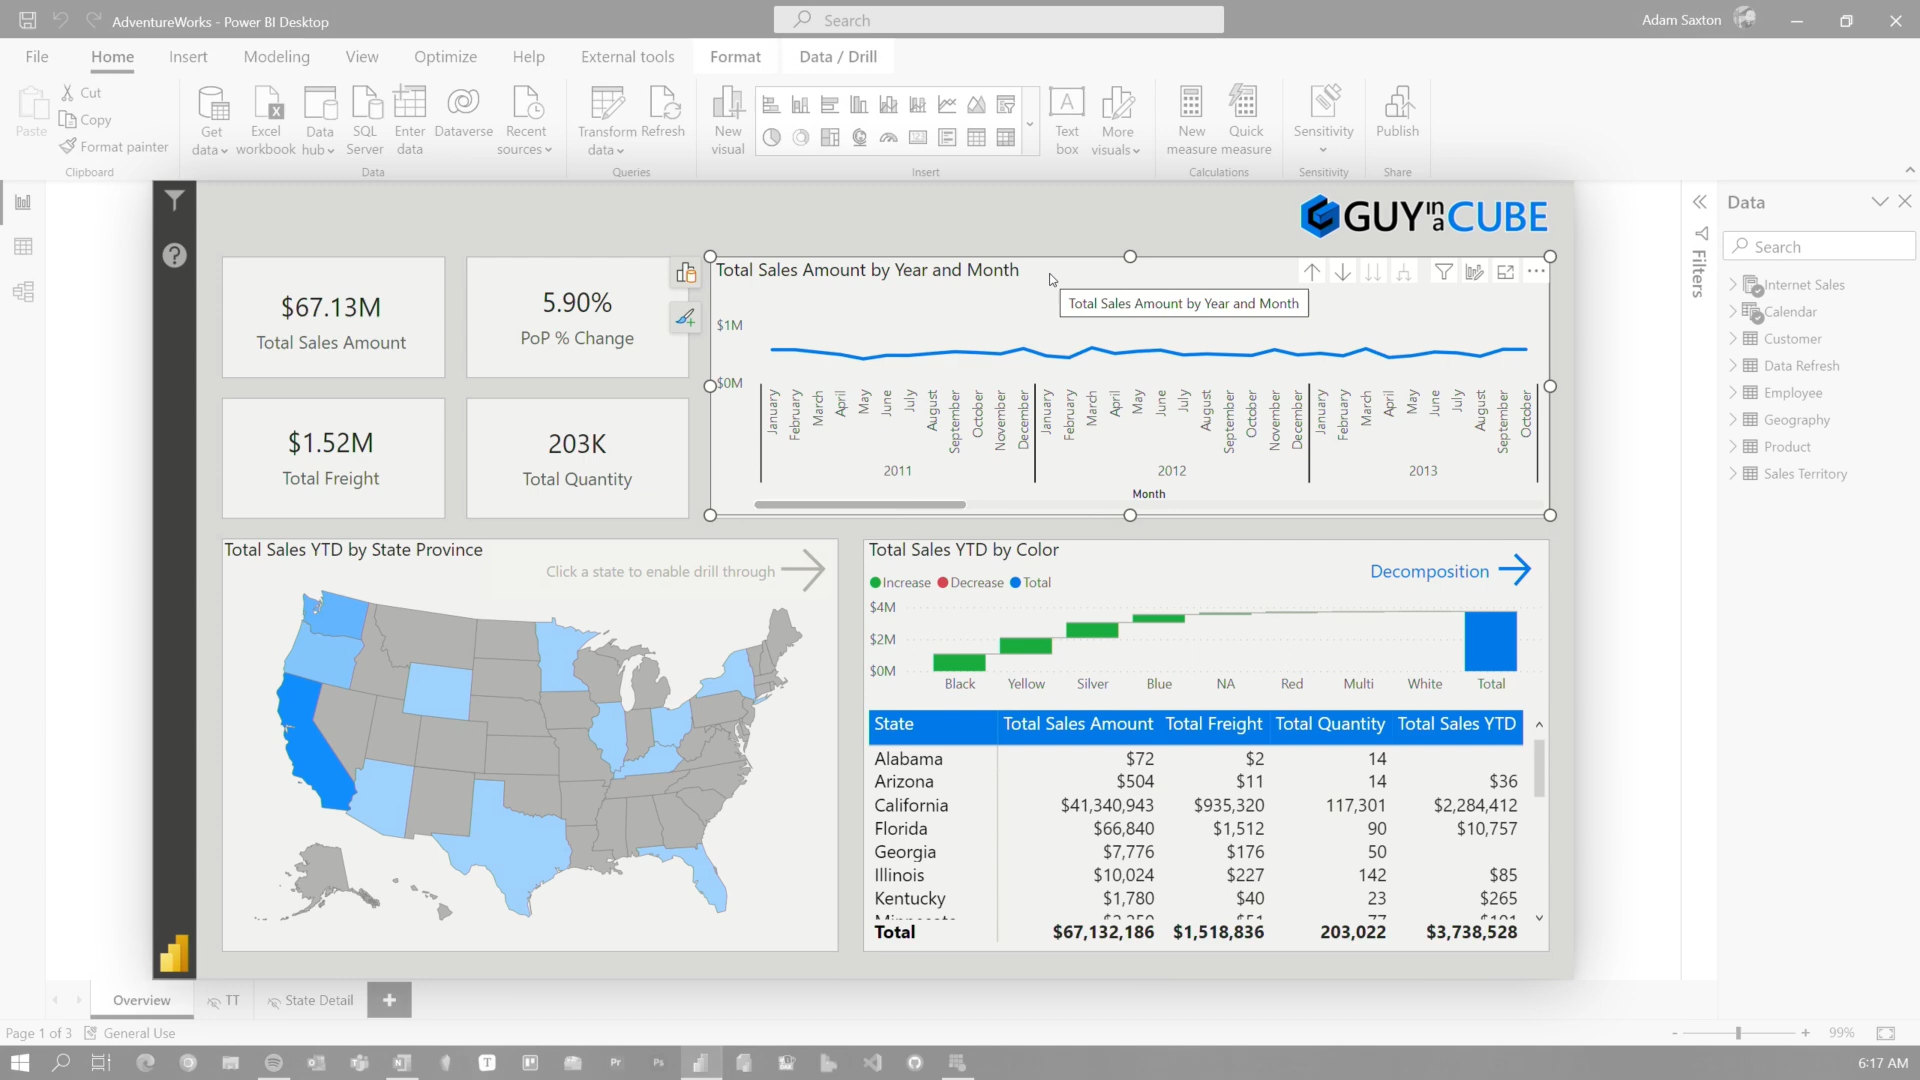 AdventureWorks - Power BI Desktop
Search
Adam Saxton
File Home Insert Modeling View Optimize Help External tools Format Data / Drill
Paste
Cut
Copy
Format painter
Clipboard
Get data
Excel workbook
Data hub
SQL Server
Enter data
Dataverse
Recent sources
Data
Transform data
Refresh
Queries
New visual
Text box
More visuals
Insert
New measure
Quick measure
Calculations
Sensitivity
Sensitivity
Publish
Share
GUY in a CUBE
$67.13M
Total Sales Amount
5.90%
PoP % Change
$1.52M
Total Freight
203K
Total Quantity
Total Sales Amount by Year and Month
Total Sales Amount by Year and Month
$1M
$0M
January February March April May June July August September October November December January February March April May June July August September October November December January February March April May June July August September October
2011 2012 2013
Month
Total Sales YTD by State Province
Click a state to enable drill through
Total Sales YTD by Color
Increase Decrease Total
Decomposition
$4M
$2M
$0M
Black Yellow Silver Blue NA Red Multi White Total
State Total Sales Amount Total Freight Total Quantity Total Sales YTD
Alabama $72 $2 14
Arizona $504 $11 14 $36
California $41,340,943 $935,320 117,301 $2,284,412
Florida $66,840 $1,512 90 $10,757
Georgia $7,776 $176 50
Illinois $10,024 $227 142 $85
Kentucky $1,780 $40 23 $265
Total $67,132,186 $1,518,836 203,022 $3,738,528
Filters
Data
Search
Internet Sales
Calendar
Customer
Data Refresh
Employee
Geography
Product
Sales Territory
Overview TT State Detail
Page 1 of 3 General Use
99%
6:17 AM